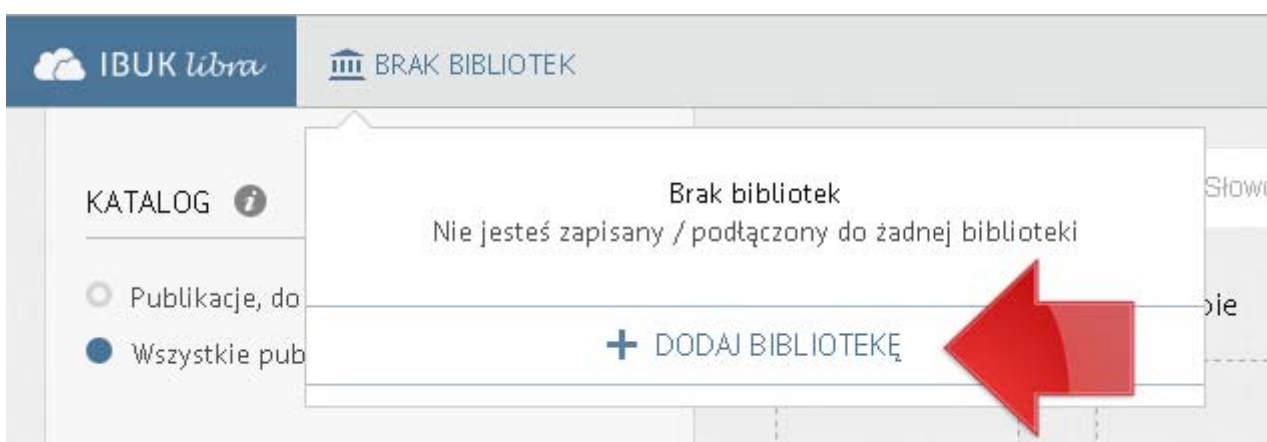 IBUK libra
BRAK BIBLIOTEK
Brak bibliotek
Nie jesteś zapisany / podłączony do żadnej biblioteki
+ DODAJ BIBLIOTEKĘ
KATALOG
Publikacje, do
Wszystkie pub